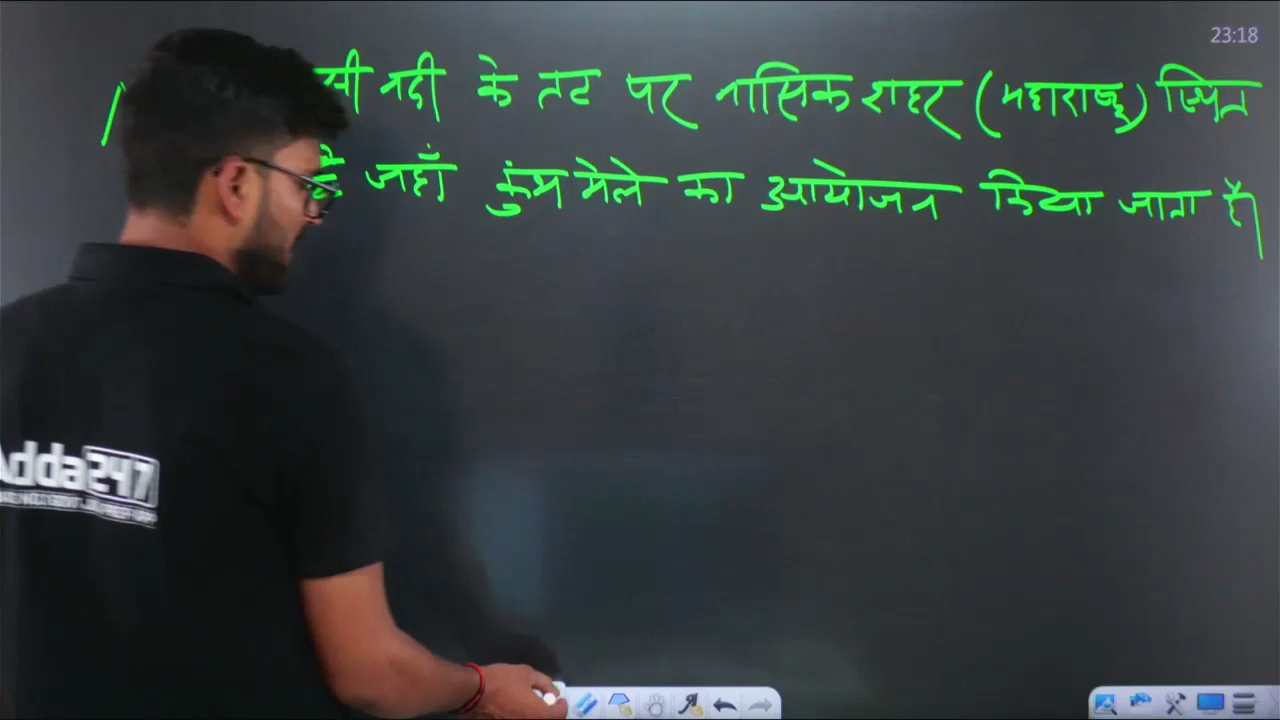 23:18
नदी के तट पर नासिक शहर (महाराष्ट्र) स्थित
है जहाँ कुंभ मेले का आयोजन किया जाता है।
Adda247